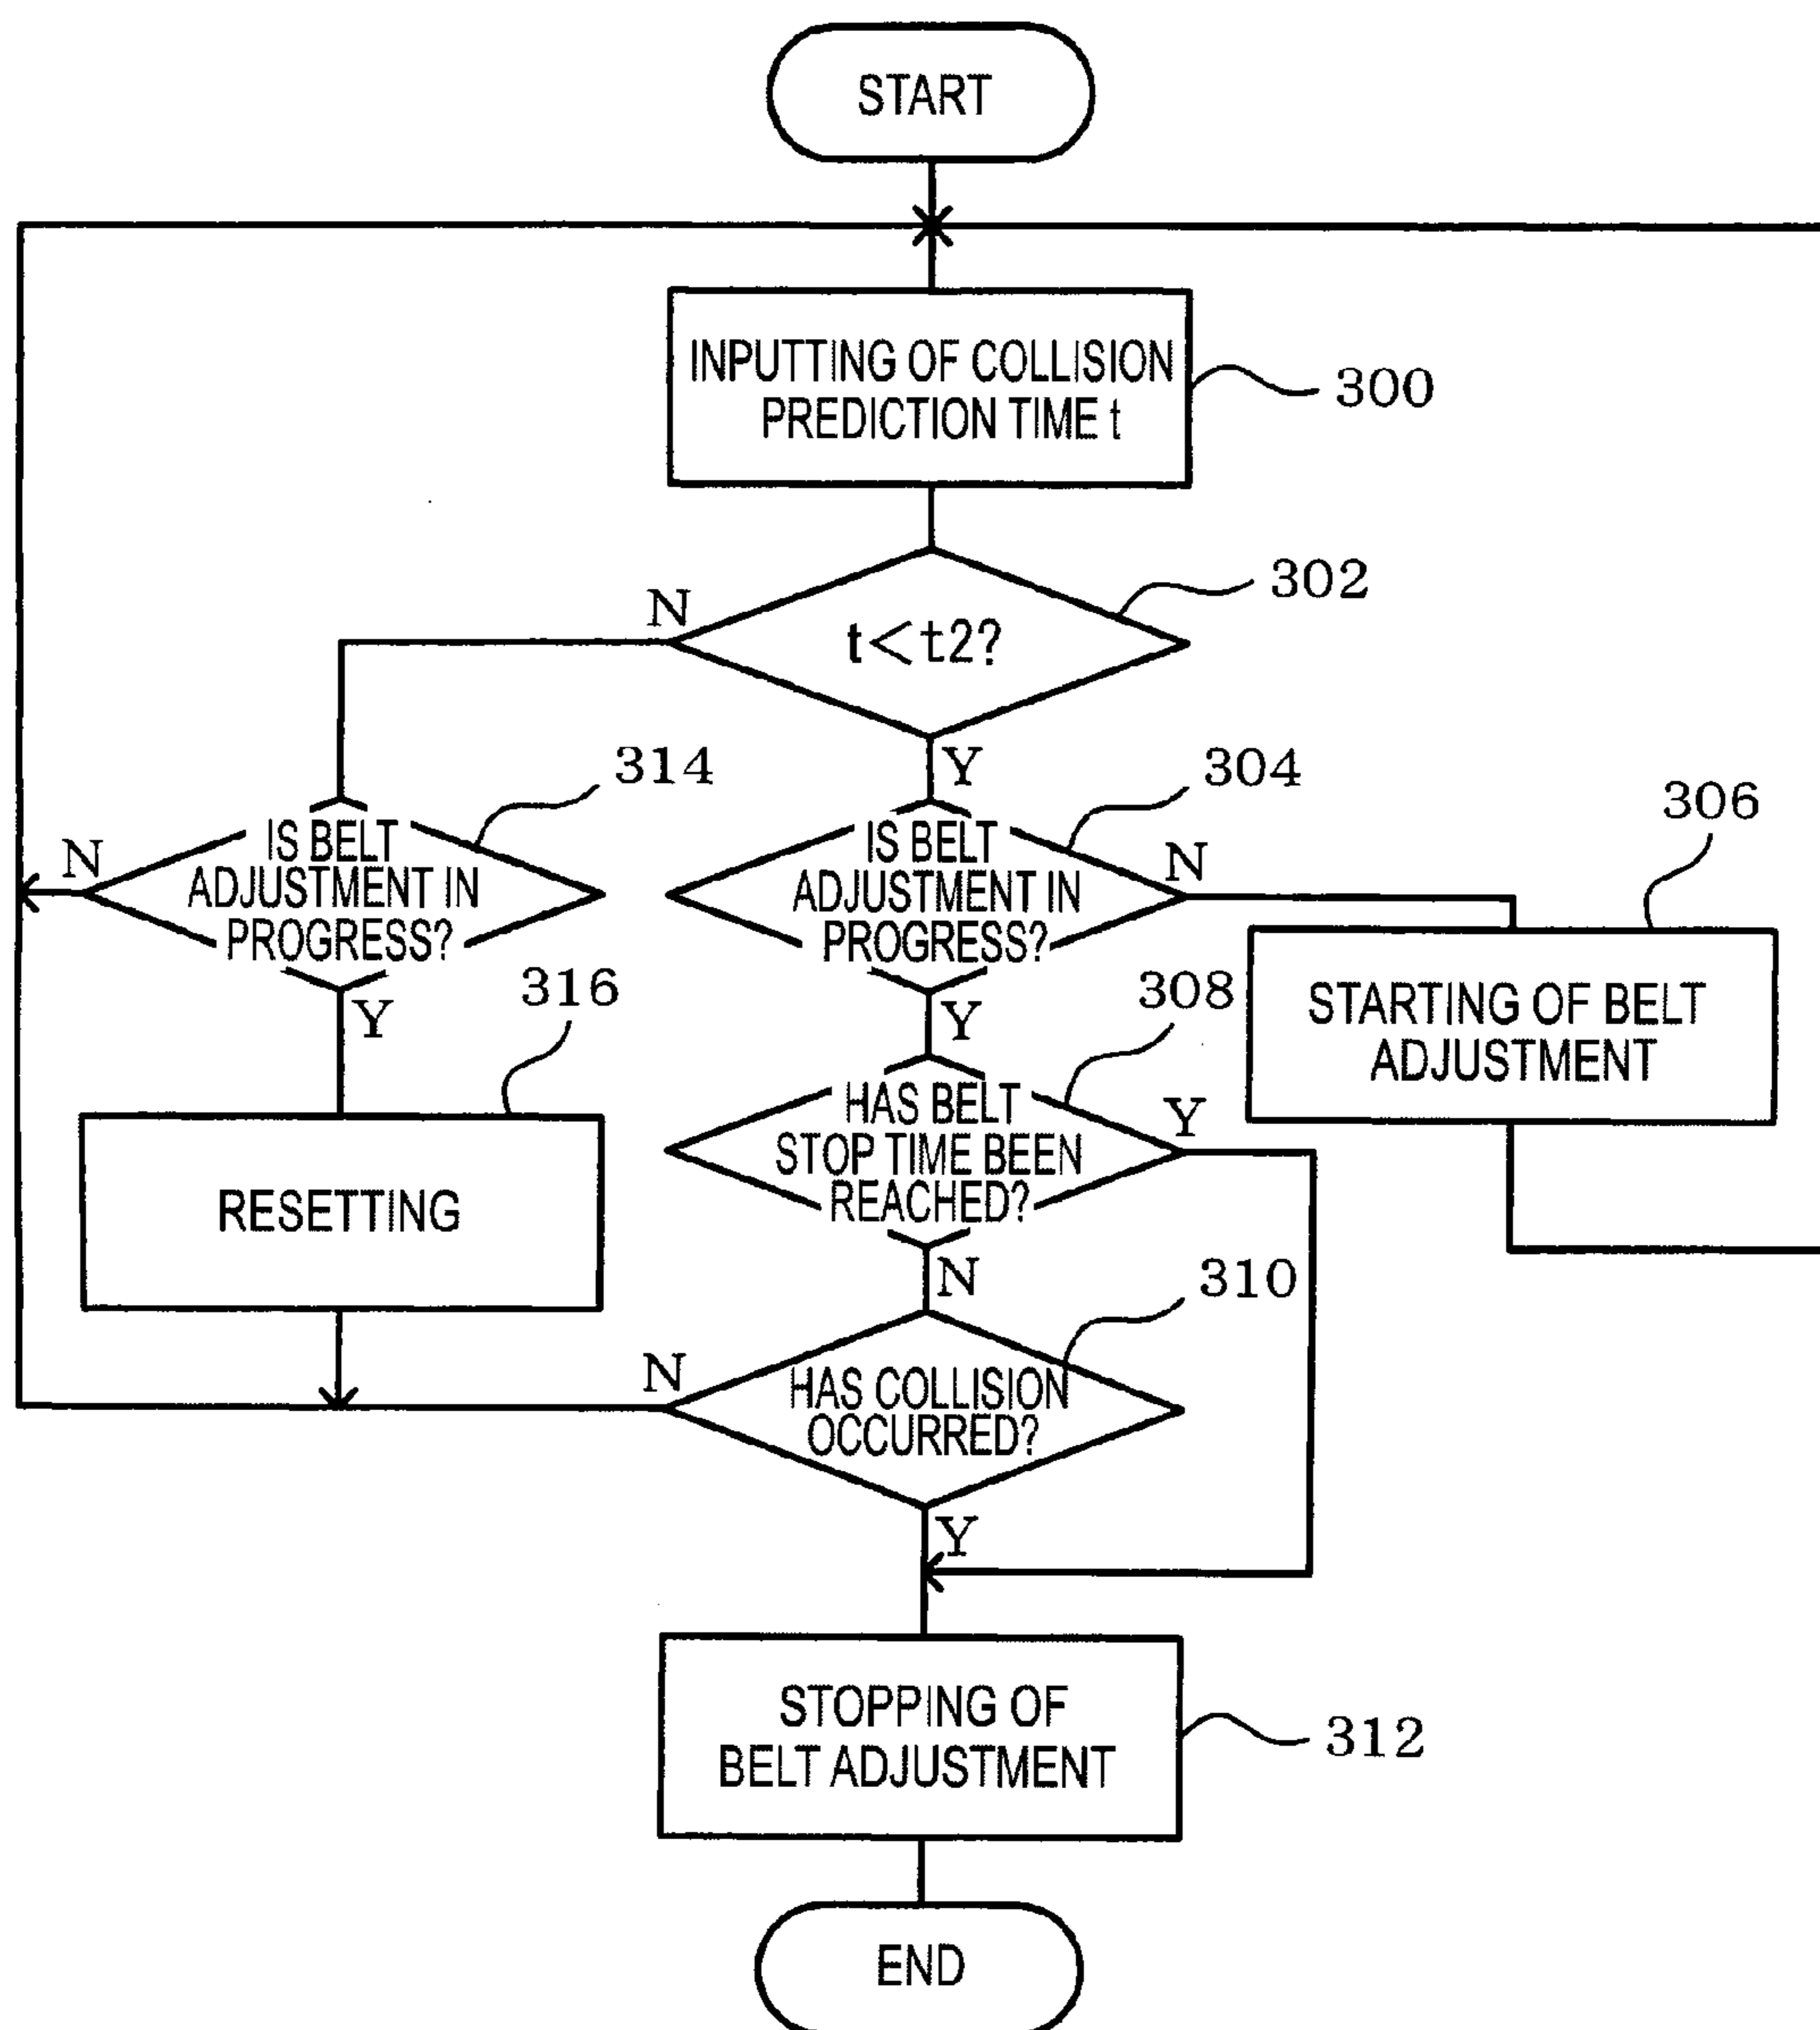 START
INPUTTING OF COLLISION
PREDICTION TIME t
300
302
N
t<t2?
Y
314
304
306
N
IS BELT
ADJUSTMENT IN
PROGRESS?
IS BELT
ADJUSTMENT IN
PROGRESS?
N
STARTING OF BELT
ADJUSTMENT
Y
316
Y
308
HAS BELT
STOP TIME BEEN
REACHED?
Y
RESETTING
N
310
N
HAS COLLISION
OCCURRED?
Y
STOPPING OF
BELT ADJUSTMENT
312
END